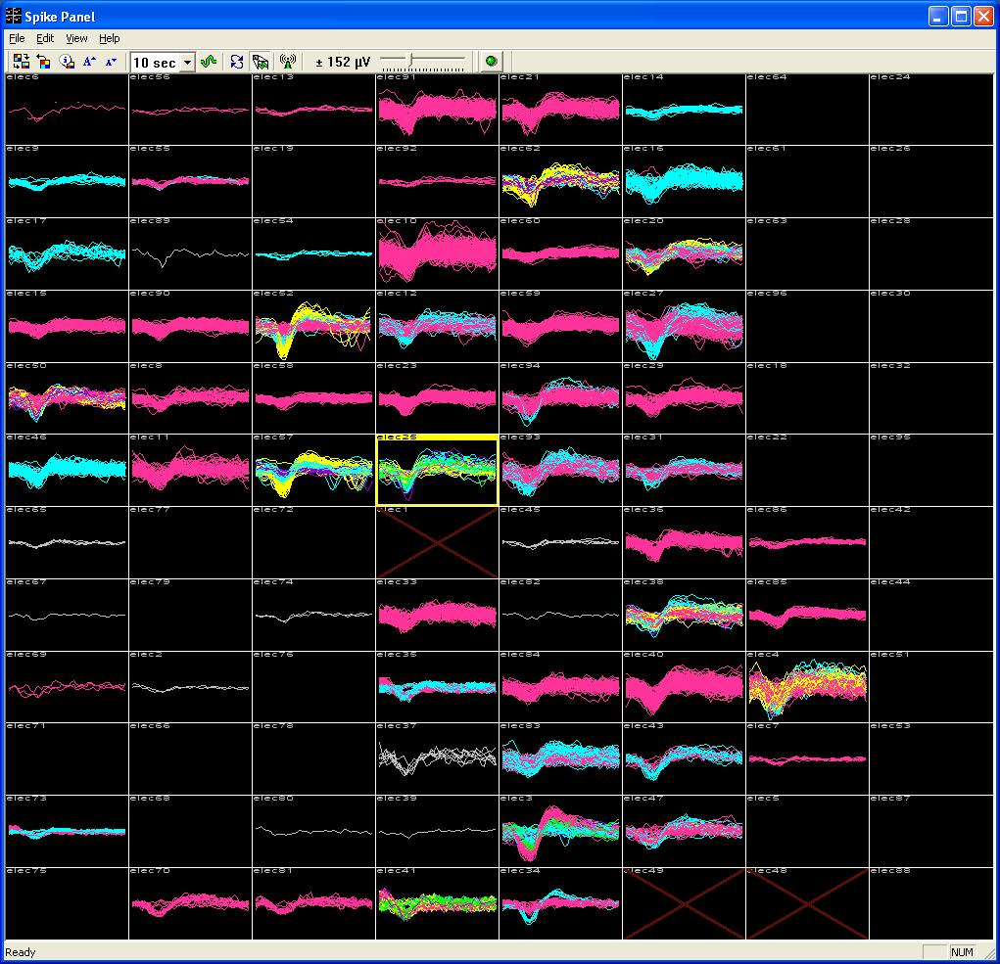 Spike Panel
File Edit View Help
10 sec A A ± 152 µV
elec6 elec56 elec13 elec91 elec21 elec14 elec64 elec24
elec9 elec55 elec19 elec92 elec62 elec16 elec61 elec26
elec17 elec89 elec54 elec10 elec60 elec20 elec63 elec28
elec15 elec90 elec52 elec12 elec59 elec27 elec96 elec30
elec50 elec8 elec58 elec23 elec94 elec29 elec18 elec32
elec46 elec11 elec57 elec25 elec93 elec31 elec22 elec95
elec65 elec77 elec72 elec1 elec45 elec36 elec86 elec42
elec67 elec79 elec74 elec33 elec82 elec38 elec85 elec44
elec69 elec2 elec76 elec35 elec84 elec40 elec4 elec51
elec71 elec66 elec78 elec37 elec83 elec43 elec7 elec53
elec73 elec68 elec80 elec39 elec3 elec47 elec5 elec87
elec75 elec70 elec81 elec41 elec34 elec49 elec48 elec88
Ready NUM